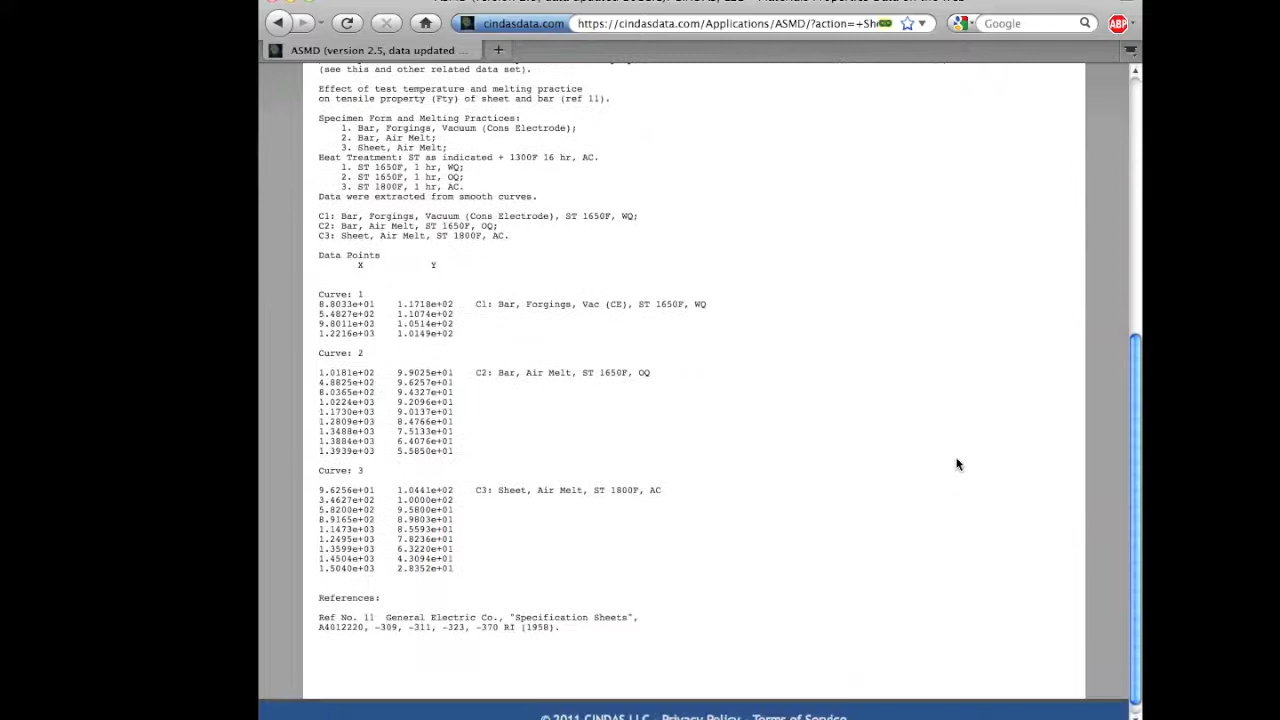 cindasdata.com
https://cindasdata.com/Applications/ASMD/?action=+Sh
Google
ABP
ASMD (version 2.5, data updated ...
(see this and other related data set).
Effect of test temperature and melting practice
on tensile property (Fty) of sheet and bar (ref 11).
Specimen Form and Melting Practices:
1. Bar, Forgings, Vacuum (Cons Electrode);
2. Bar, Air Melt;
3. Sheet, Air Melt;
Heat Treatment: ST as indicated + 1300F 16 hr, AC.
1. ST 1650F, 1 hr, WQ;
2. ST 1650F, 1 hr, OQ;
3. ST 1800F, 1 hr, AC.
Data were extracted from smooth curves.
C1: Bar, Forgings, Vacuum (Cons Electrode), ST 1650F, WQ;
C2: Bar, Air Melt, ST 1650F, OQ;
C3: Sheet, Air Melt, ST 1800F, AC.
Data Points
X Y
Curve: 1
8.8033e+01 1.1718e+02 C1: Bar, Forgings, Vac (CE), ST 1650F, WQ
5.4827e+02 1.1074e+02
9.8011e+02 1.0514e+02
1.2216e+03 1.0149e+02
Curve: 2
1.0181e+02 9.9025e+01 C2: Bar, Air Melt, ST 1650F, OQ
4.8825e+02 9.6257e+01
8.0365e+02 9.4327e+01
1.0224e+03 9.2096e+01
1.1730e+03 9.0137e+01
1.2809e+03 8.4766e+01
1.3488e+03 7.5133e+01
1.3884e+03 6.4076e+01
1.3939e+03 5.5850e+01
Curve: 3
9.6256e+01 1.0441e+02 C3: Sheet, Air Melt, ST 1800F, AC
3.4627e+02 1.0000e+02
5.8200e+02 9.5800e+01
8.9165e+02 8.9803e+01
1.1473e+03 8.5593e+01
1.2495e+03 7.8236e+01
1.3599e+03 6.3220e+01
1.4504e+03 4.3094e+01
1.5040e+03 2.8352e+01
References:
Ref No. 11 General Electric Co., "Specification Sheets",
A4012220, -309, -311, -323, -370 RI (1958).
© 2011 CINDAS LLC - Privacy Policy - Terms of Service